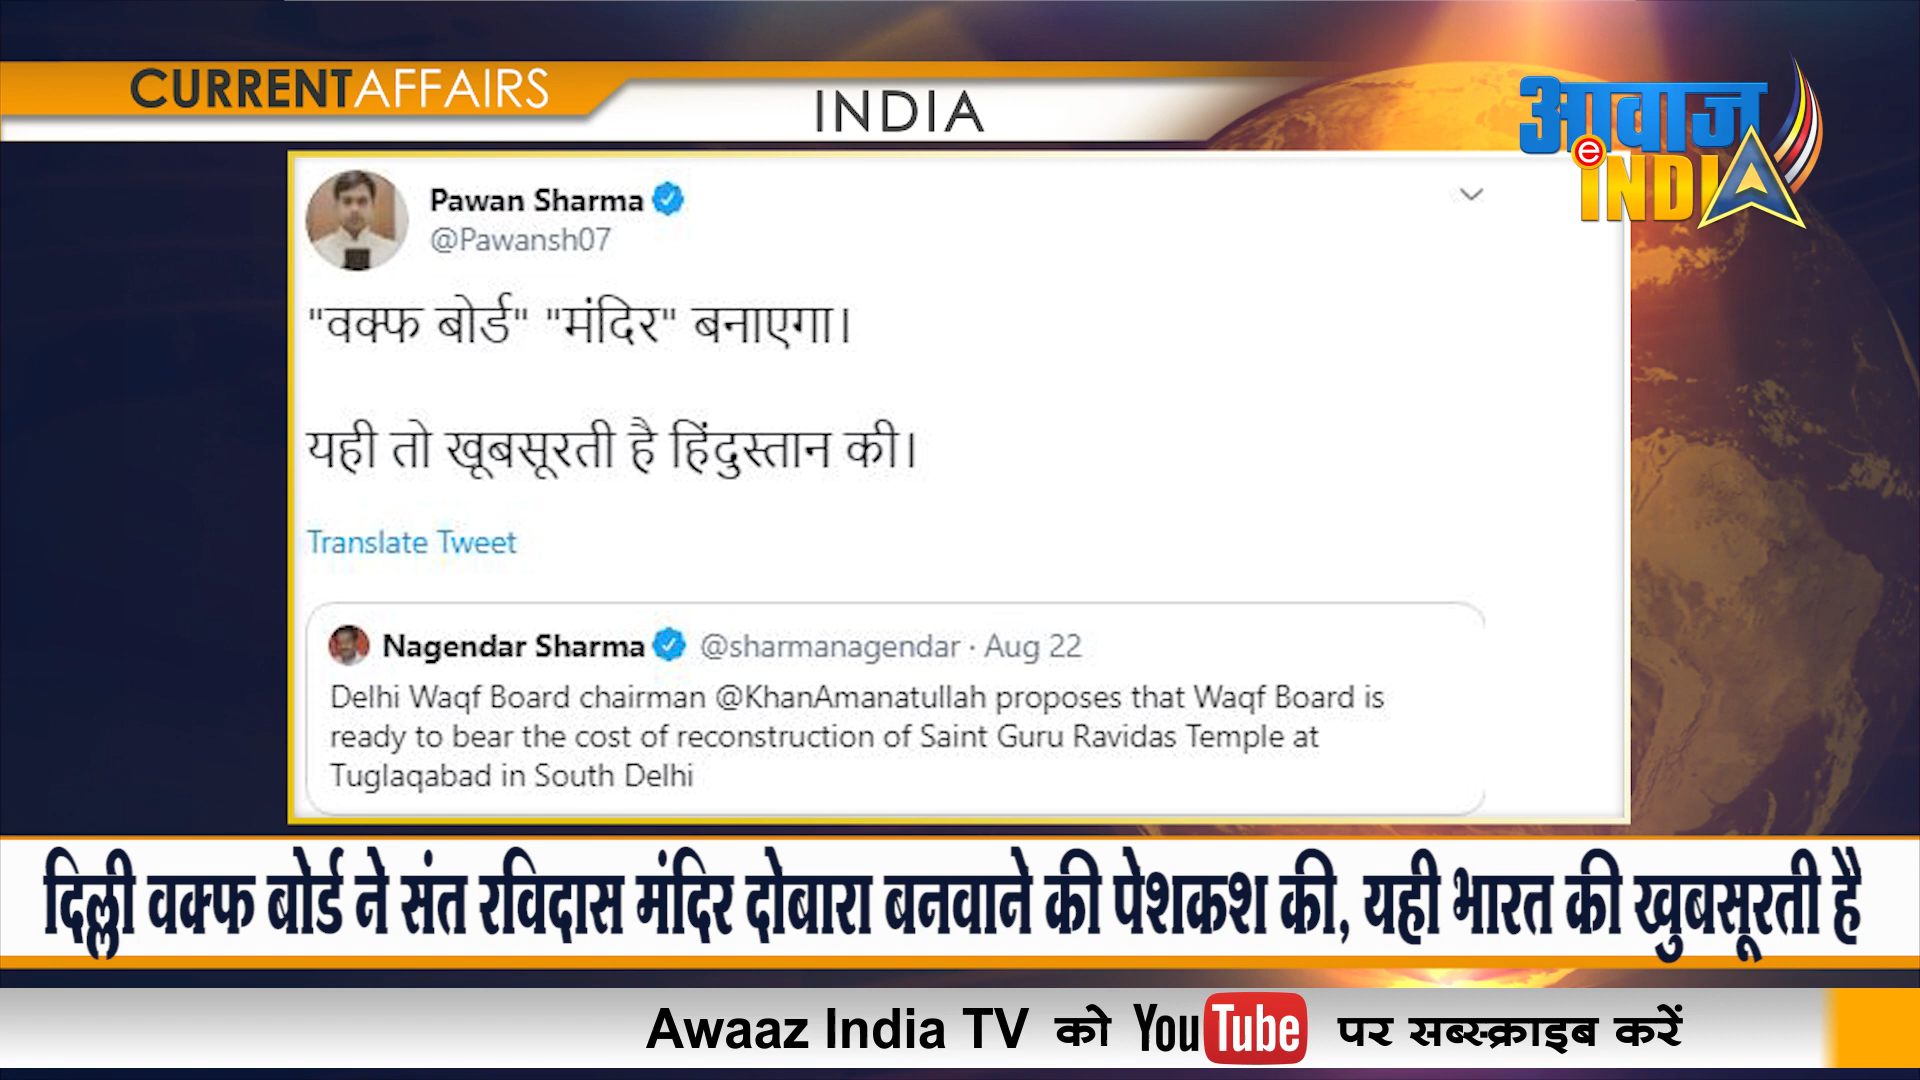 CURRENTAFFAIRS
INDIA
आवाज
e INDIA
Pawan Sharma
@Pawansh07
"वक्फ बोर्ड" "मंदिर" बनाएगा।
यही तो खूबसूरती है हिंदुस्तान की।
Translate Tweet
Nagendar Sharma @sharmanagendar · Aug 22
Delhi Waqf Board chairman @KhanAmanatullah proposes that Waqf Board is
ready to bear the cost of reconstruction of Saint Guru Ravidas Temple at
Tuglaqabad in South Delhi
दिल्ली वक्फ बोर्ड ने संत रविदास मंदिर दोबारा बनवाने की पेशकश की, यही भारत की खुबसूरती है
Awaaz India TV को YouTube पर सब्स्क्राइब करें